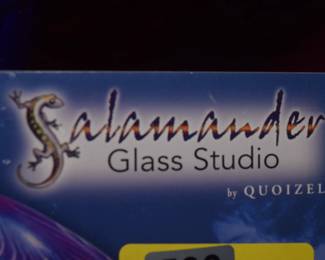 Salamander
Glass Studio
by QUOIZEL